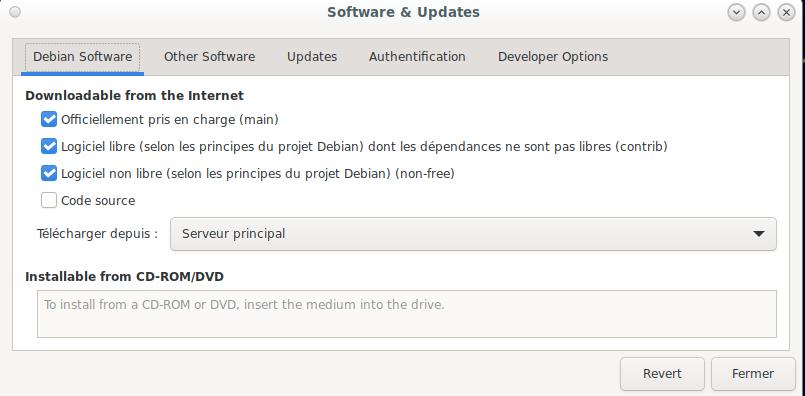 Software & Updates
Debian Software
Other Software
Updates
Authentification
Developer Options
Downloadable from the Internet
Officiellement pris en charge (main)
Logiciel libre (selon les principes du projet Debian) dont les dépendances ne sont pas libres (contrib)
Logiciel non libre (selon les principes du projet Debian) (non-free)
Code source
Télécharger depuis :
Serveur principal
Installable from CD-ROM/DVD
To install from a CD-ROM or DVD, insert the medium into the drive.
Revert
Fermer